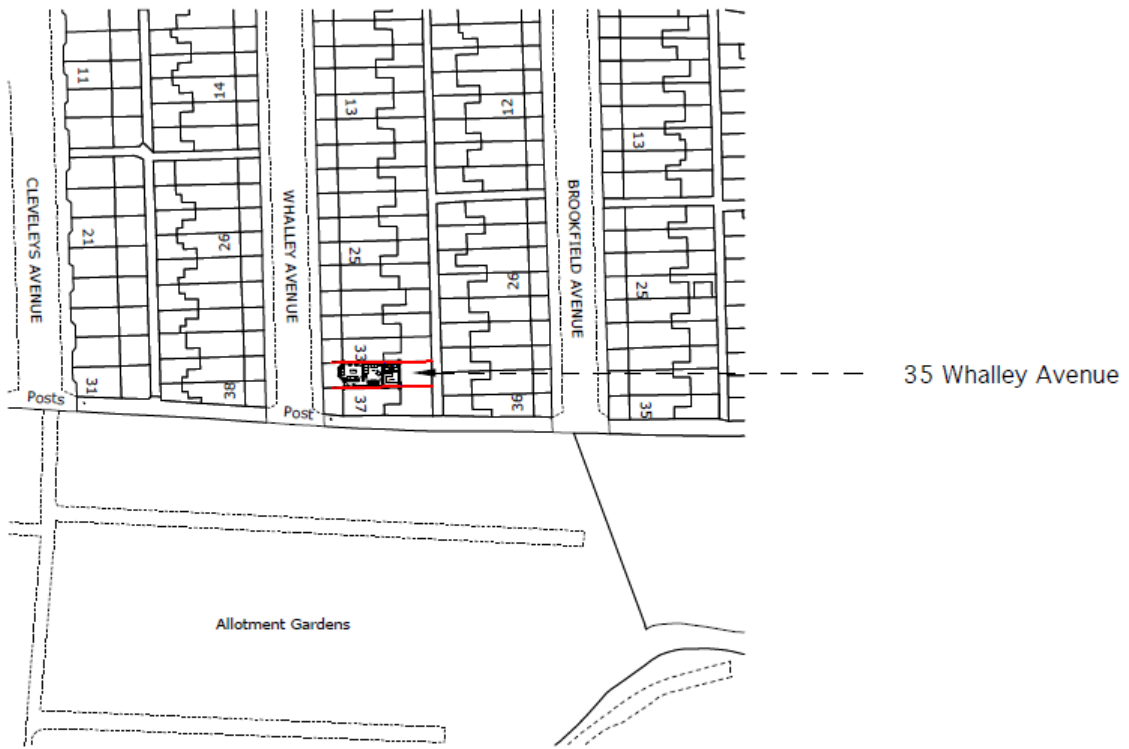 11
14
13
12
13
CLEVELEYS AVENUE
21
26
WHALLEY AVENUE
25
26
BROOKFIELD AVENUE
25
33
35 Whalley Avenue
31
38
37
36
35
Posts
Post
Allotment Gardens